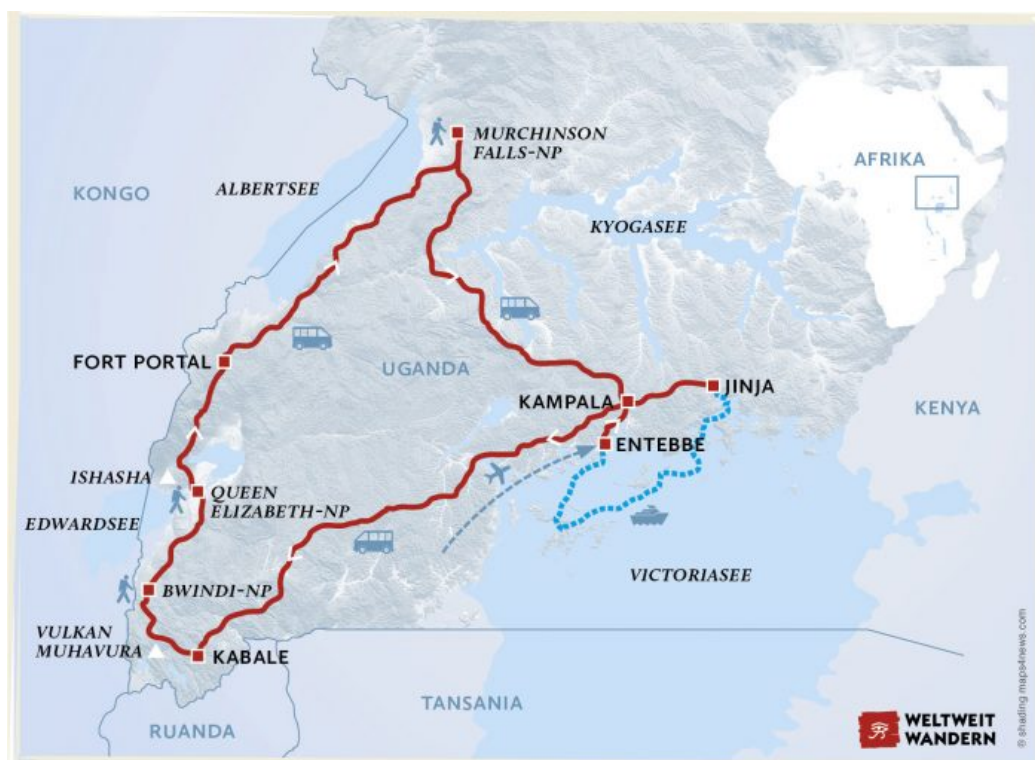 MURCHINSON
FALLS-NP
AFRIKA
KONGO
ALBERTSEE
KYOGASEE
FORT PORTAL
UGANDA
KAMPALA
JINJA
KENYA
ENTEBBE
ISHASHA
QUEEN
ELIZABETH-NP
EDWARDSEE
BWINDI-NP
VICTORIASEE
VULKAN
MUHAVURA
KABALE
TANSANIA
RUANDA
WELTWEIT
WANDERN
© shading maps4news.com